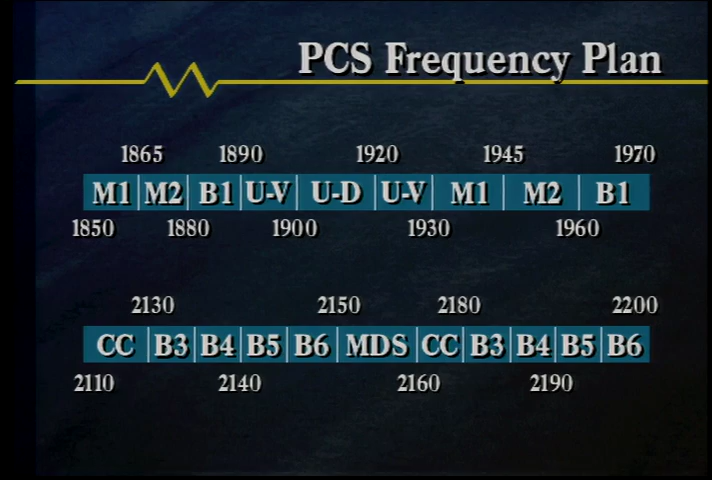 PCS Frequency Plan
1865 1890 1920 1945 1970
M1 M2 B1 U-V U-D U-V M1 M2 B1
1850 1880 1900 1930 1960
2130 2150 2180 2200
CC B3 B4 B5 B6 MDS CC B3 B4 B5 B6
2110 2140 2160 2190